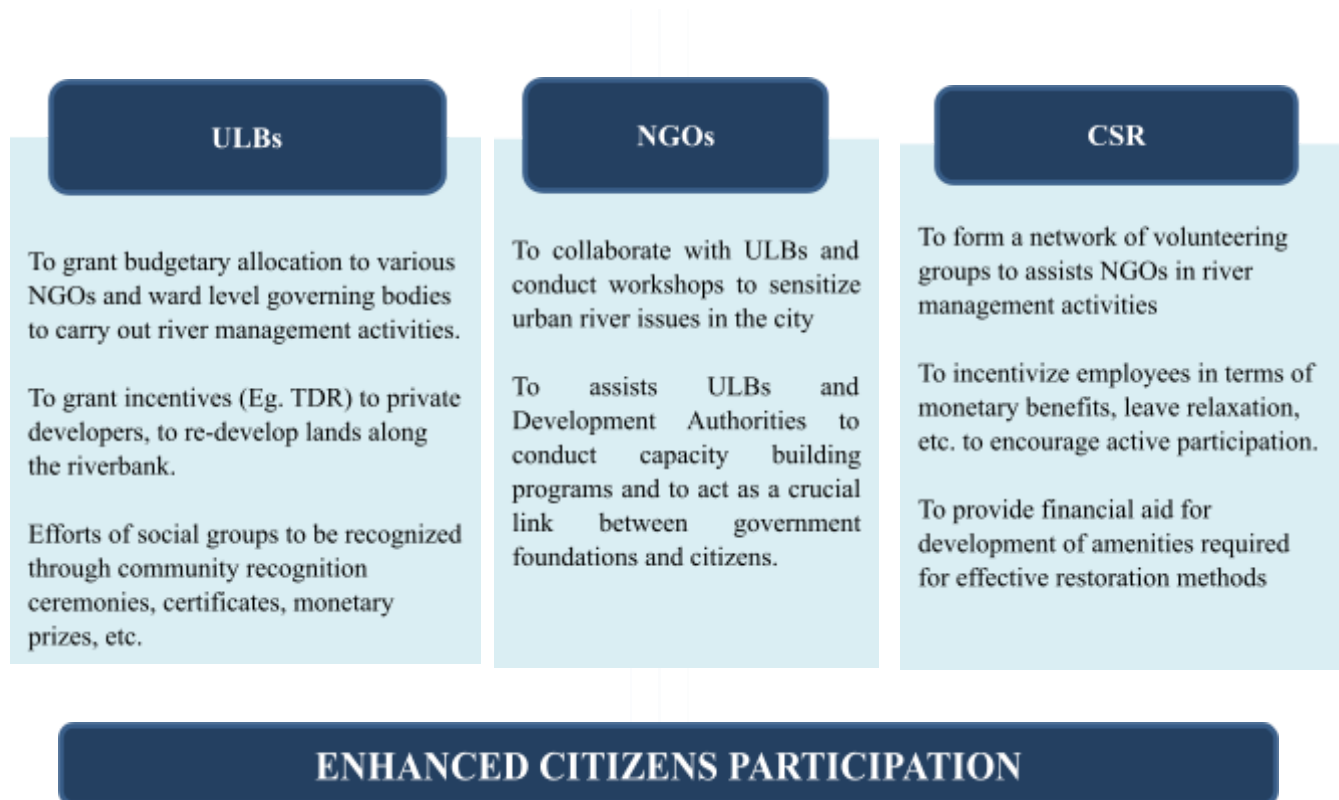 ULBs
To grant budgetary allocation to various
NGOs and ward level governing bodies
to carry out river management activities.
To grant incentives (Eg. TDR) to private
developers, to re-develop lands along
the riverbank.
Efforts of social groups to be recognized
through community recognition
ceremonies, certificates, monetary
prizes, etc.
NGOs
To collaborate with ULBs and
conduct workshops to sensitize
urban river issues in the city
To assists ULBs and
Development Authorities to
conduct capacity building
programs and to act as a crucial
link between government
foundations and citizens.
CSR
To form a network of volunteering
groups to assists NGOs in river
management activities
To incentivize employees in terms of
monetary benefits, leave relaxation,
etc. to encourage active participation.
To provide financial aid for
development of amenities required
for effective restoration methods
ENHANCED CITIZENS PARTICIPATION